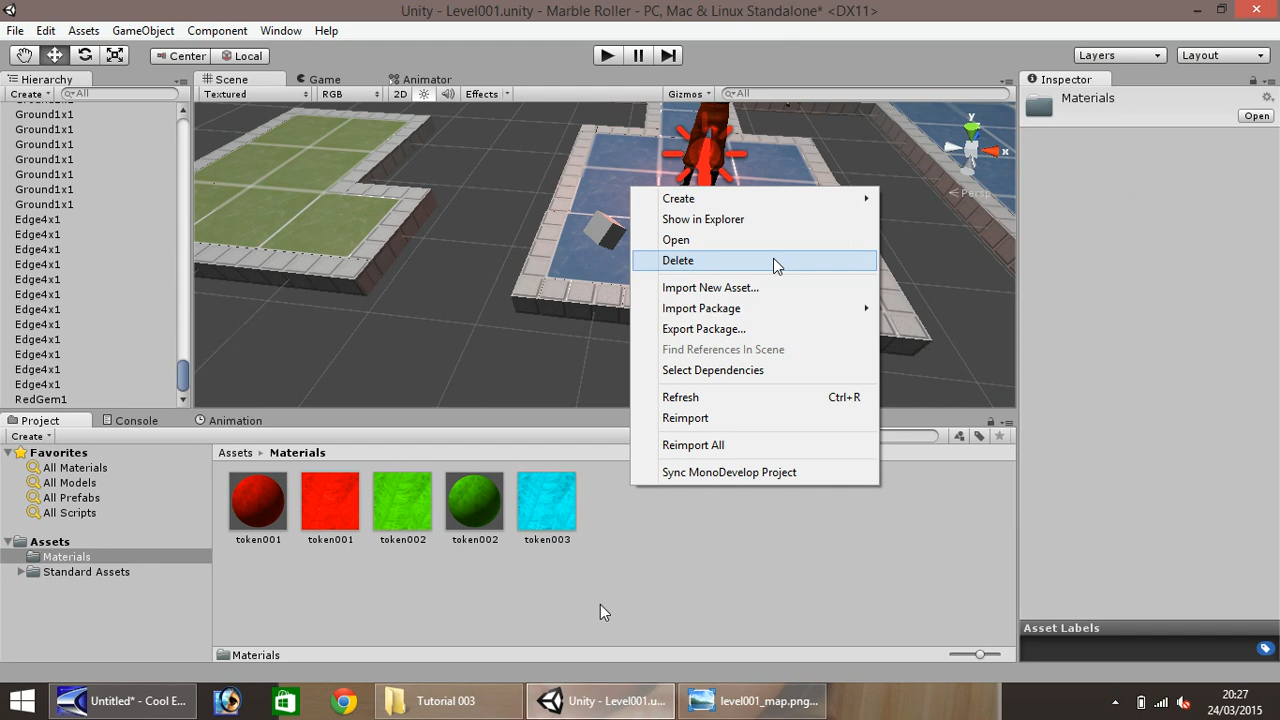 Unity - Level001.unity - Marble Roller - PC, Mac & Linux Standalone* <DX11>
File Edit Assets GameObject Component Window Help
Center Local Layers Layout
Hierarchy Scene Game Animator Inspector
Create All Textured RGB 2D Effects Gizmos All
Materials
Open
Ground1x1
Ground1x1
Ground1x1
Ground1x1
Ground1x1
Ground1x1
Ground1x1
Edge4x1
Edge4x1
Edge4x1
Edge4x1
Edge4x1
Edge4x1
Edge4x1
Edge4x1
Edge4x1
Edge4x1
Edge4x1
Edge4x1
RedGem1
y
x
Persp
Create
Show in Explorer
Open
Delete
Import New Asset...
Import Package
Export Package...
Find References In Scene
Select Dependencies
Refresh Ctrl+R
Reimport
Reimport All
Sync MonoDevelop Project
Project Console Animation
Create
Favorites
All Materials
All Models
All Prefabs
All Scripts
Assets
Materials
Standard Assets
Assets Materials
token001 token001 token002 token002 token003
Materials
Asset Labels
Untitled* - Cool E... Tutorial 003 Unity - Level001.u... level001_map.png...
20:27
24/03/2015